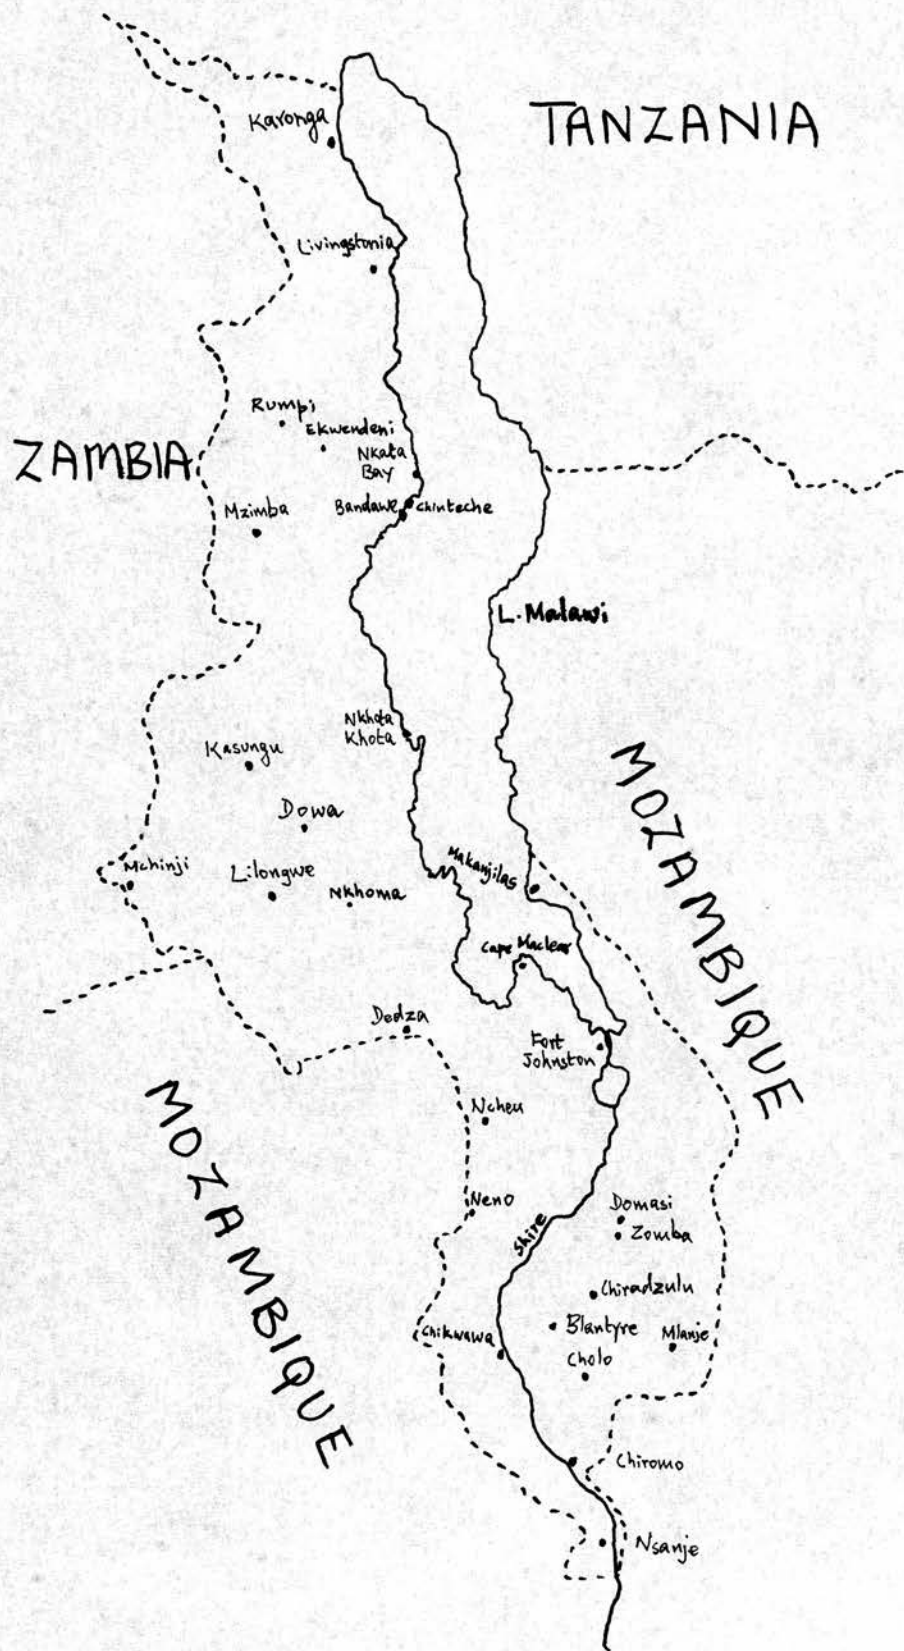 Karonga
TANZANIA
Livingstonia
Rumpi
Ekwendeni
ZAMBIA
Nkata
Bay
Mzimba
Bandawe
Chinteche
L. Malawi
Nkhota
Khota
Kasungu
MOZAMBIQUE
Dowa
Mchinji
Lilongwe
Nkhoma
Makanjilas
Cape Maclear
Dedza
Fort
Johnston
MOZAMBIQUE
Ncheu
Neno
Shire
Domasi
Zomba
Chiradzulu
Chikwawa
Blantyre
Mlanje
Cholo
Chiromo
Nsanje